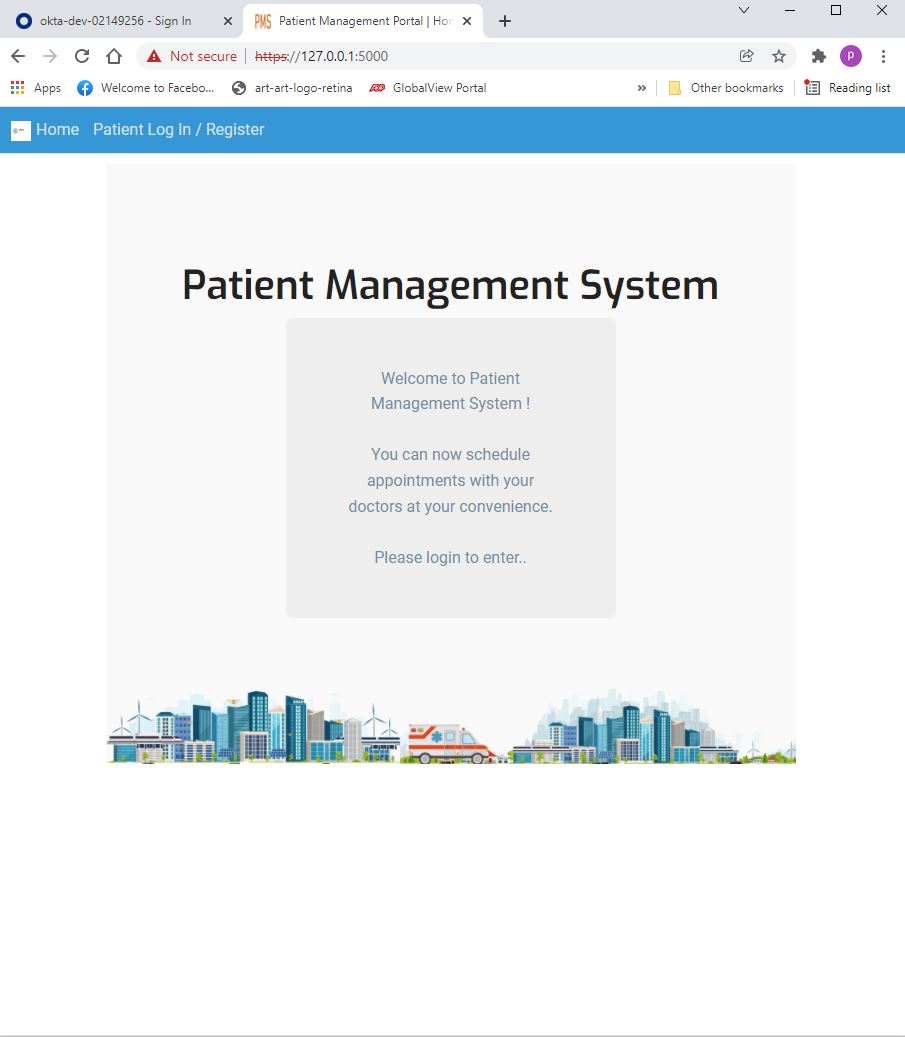 okta-dev-02149256 - Sign In
PMS Patient Management Portal | Hor
Not secure | https://127.0.0.1:5000
P
Apps Welcome to Facebo... art-art-logo-retina GlobalView Portal » Other bookmarks Reading list
Home Patient Log In / Register
Patient Management System
Welcome to Patient
Management System !
You can now schedule
appointments with your
doctors at your convenience.
Please login to enter..